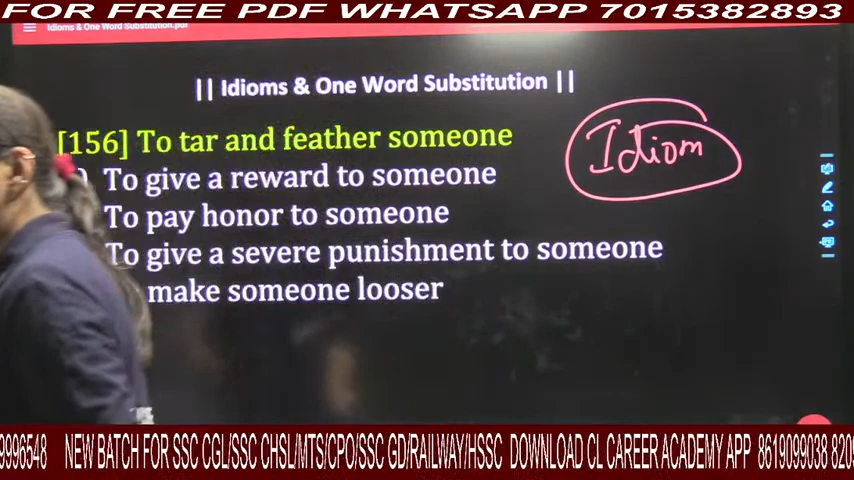 FOR FREE PDF WHATSAPP 7015382893
Idioms & One Word Substitution.pdf
|| Idioms & One Word Substitution ||
[156] To tar and feather someone
Idiom
) To give a reward to someone
To pay honor to someone
To give a severe punishment to someone
make someone looser
9996548 NEW BATCH FOR SSC CGL/SSC CHSL/MTS/CPO/SSC GD/RAILWAY/HSSC DOWNLOAD CL CAREER ACADEMY APP 8619099038 820